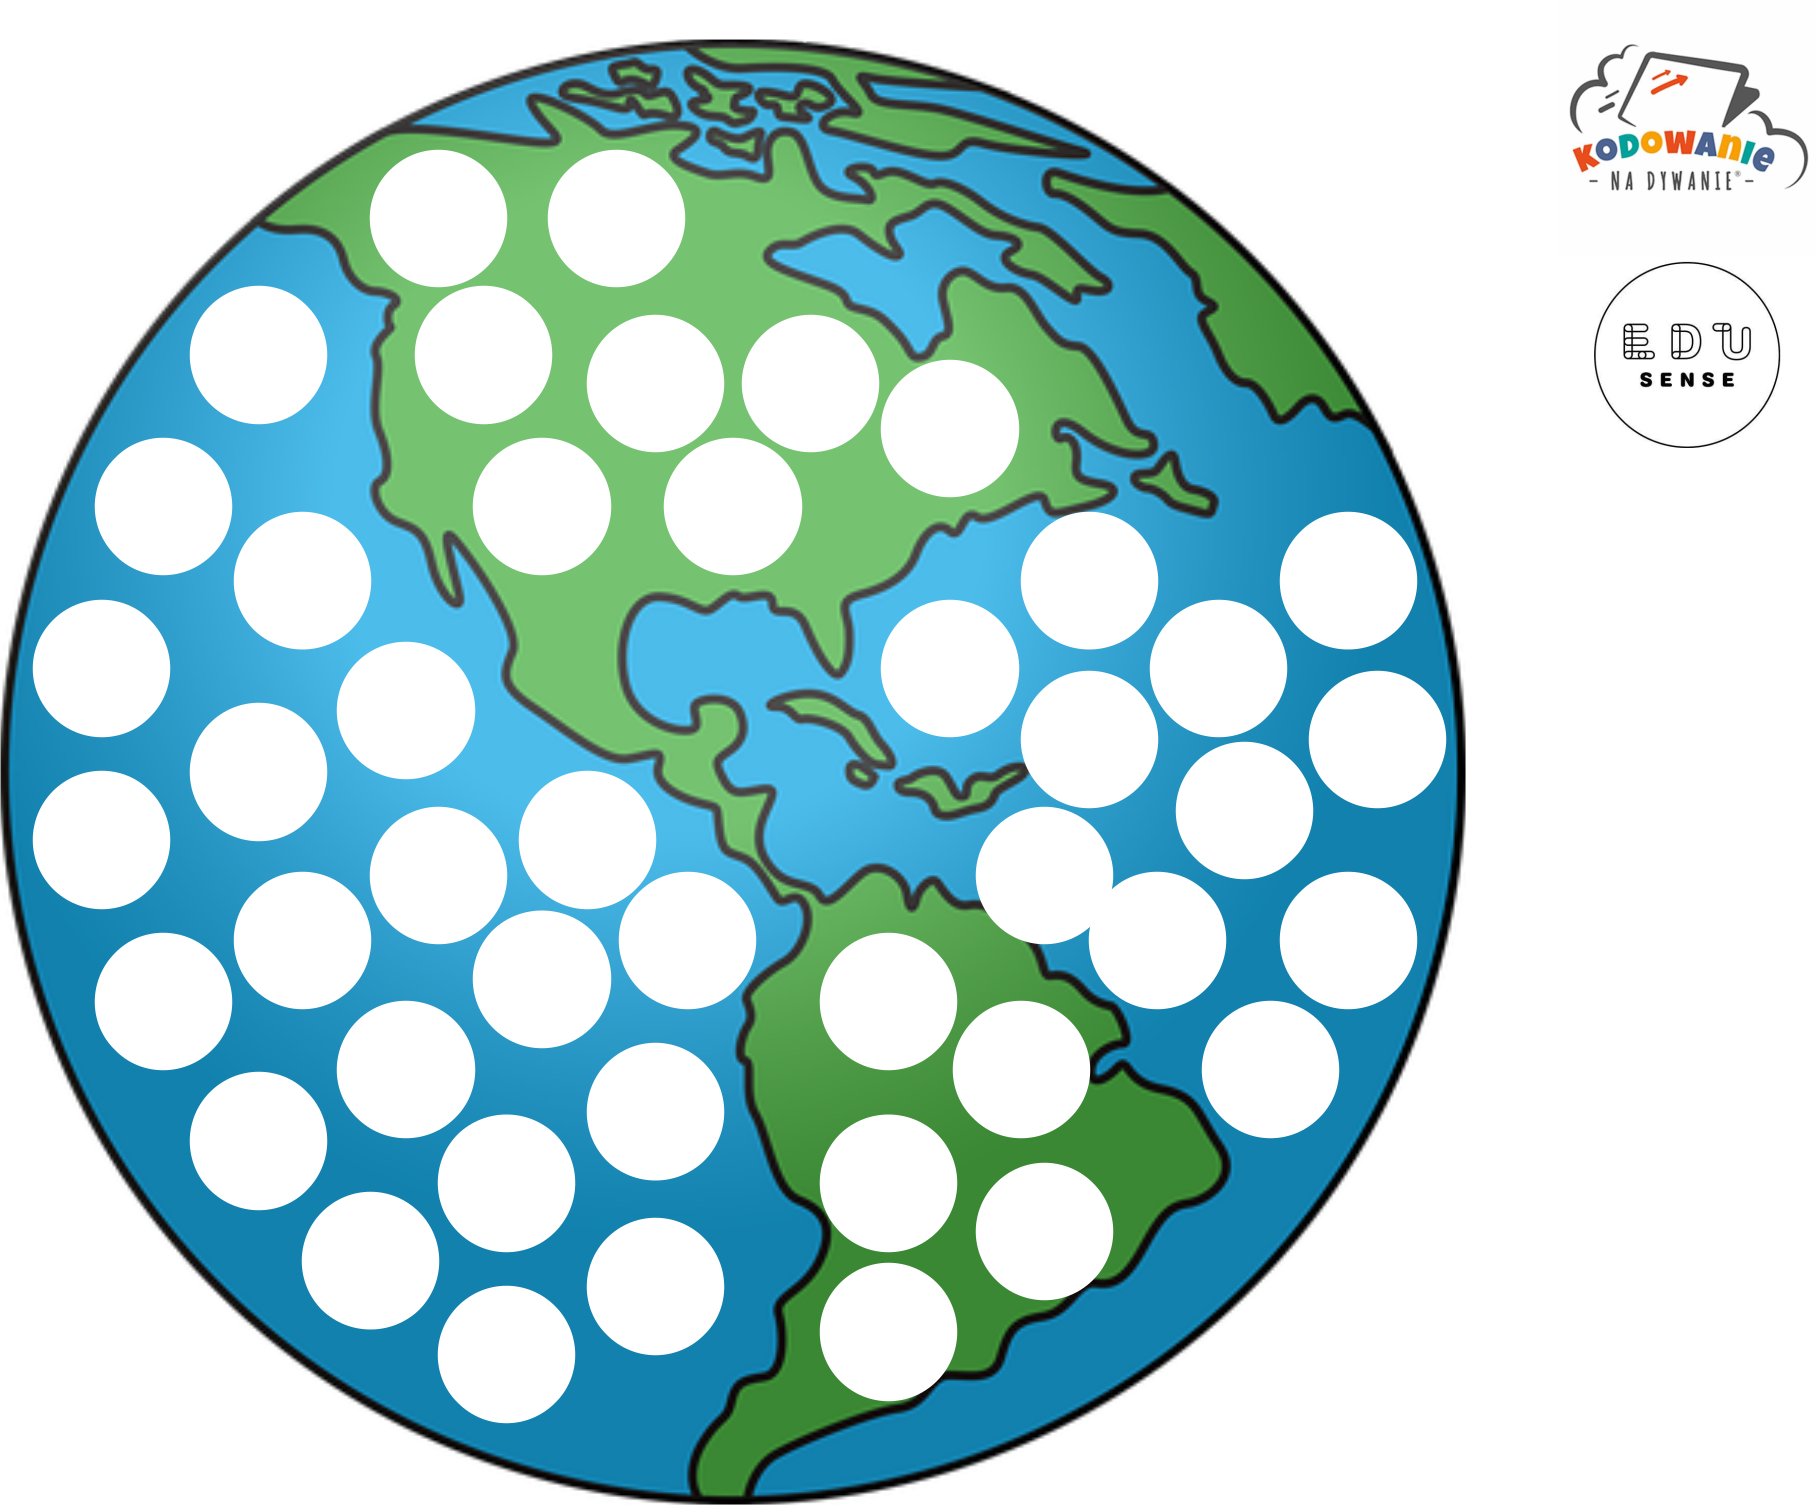 KODOWANIE
- NA DYWANIE® -
EDU
SENSE